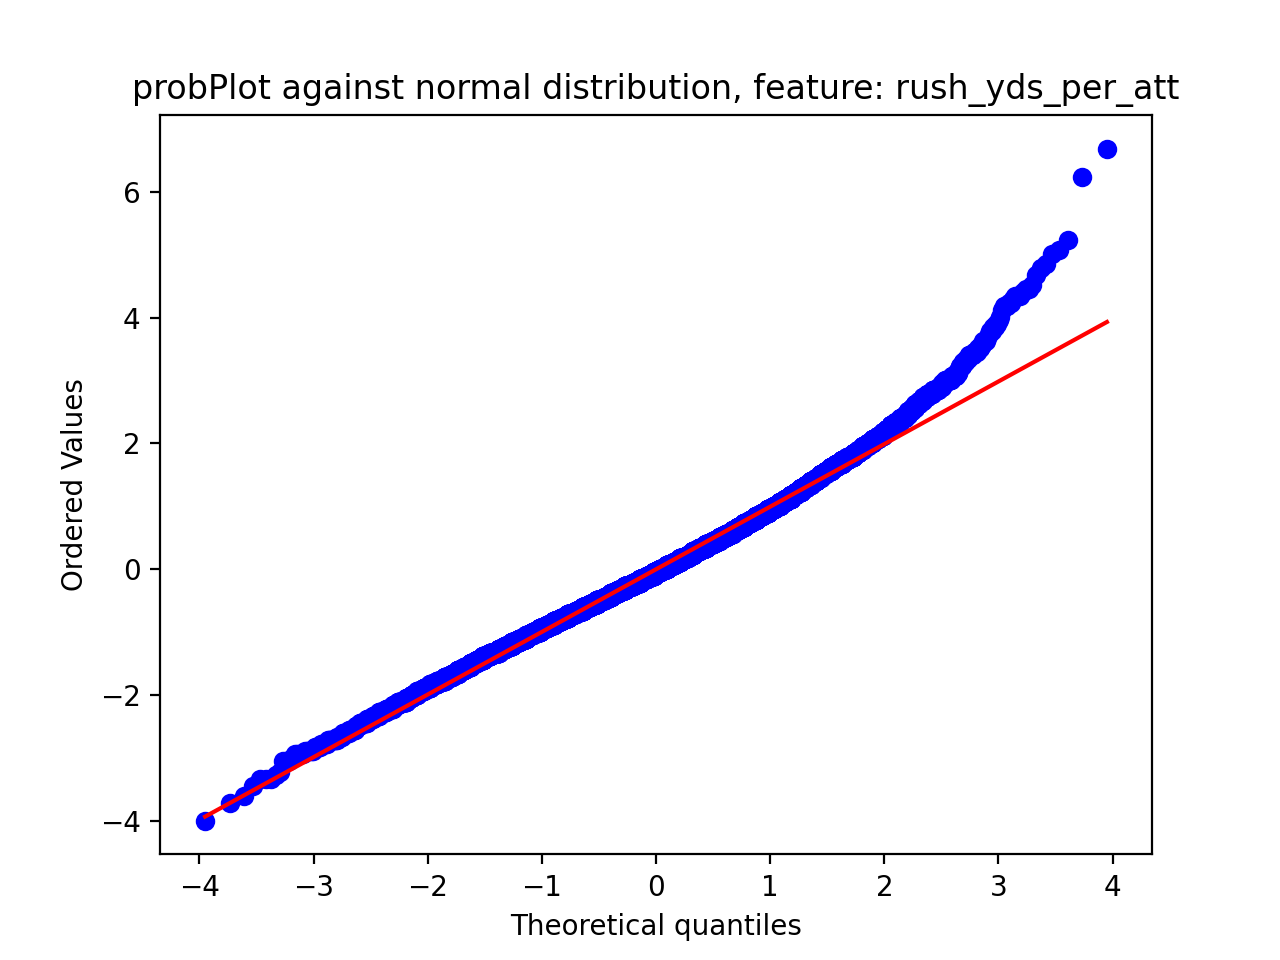 probPlot against normal distribution, feature: rush_yds_per_att
6
4
2
0
−2
−4
Ordered Values
−4 −3 −2 −1 0 1 2 3 4
Theoretical quantiles